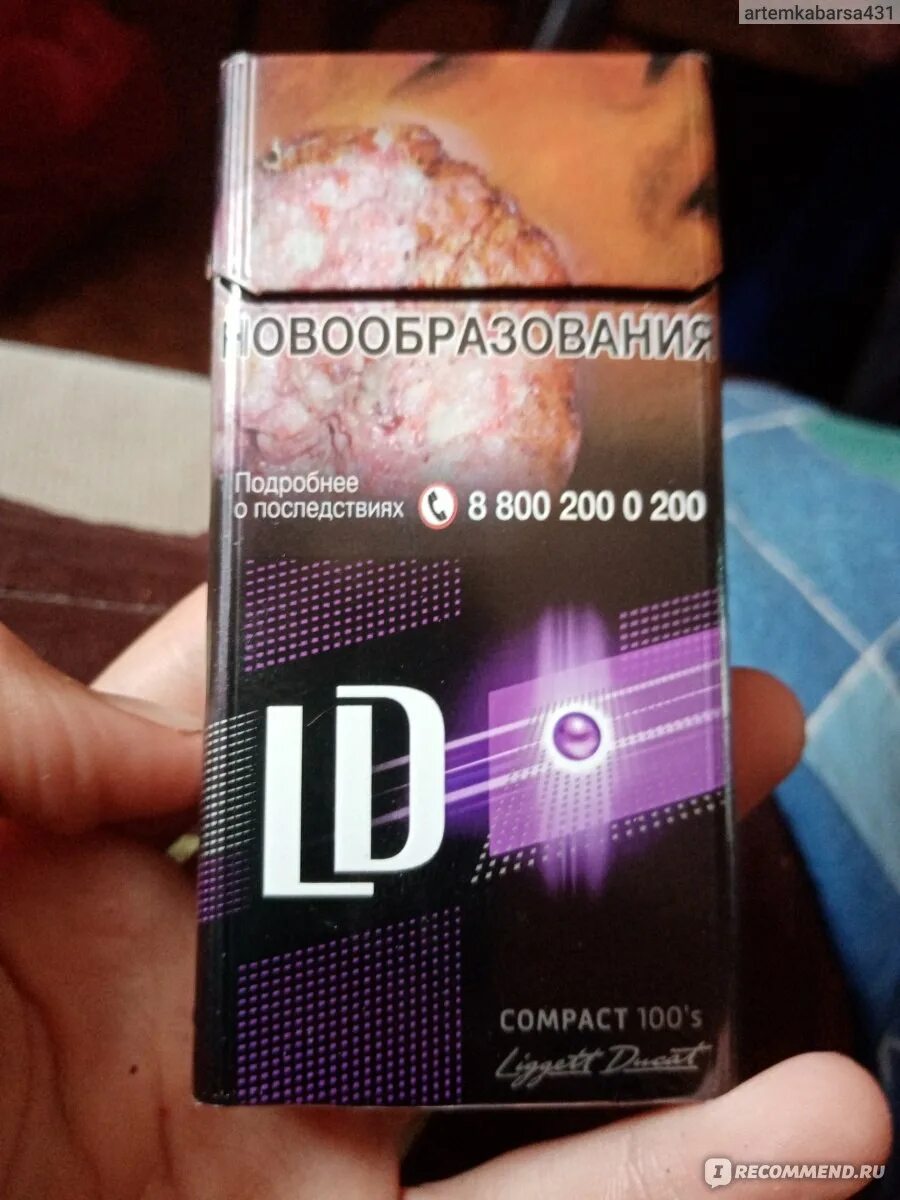 artemkabarsa431
НОВООБРАЗОВАНИЯ
Подробнее
о последствиях
8 800 200 0 200
LD
COMPACT 100's
Liggett Ducat
I RECOMMEND.RU